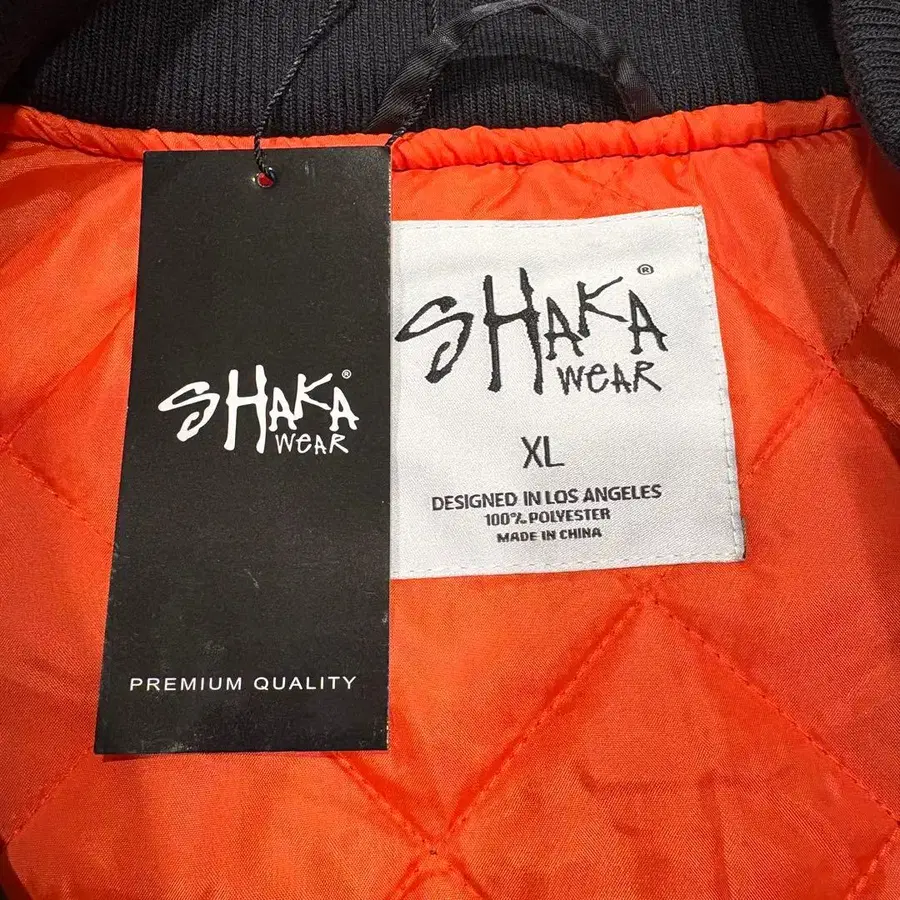 SHAKA®
WEAR
PREMIUM QUALITY
SHAKA®
WEAR
XL
DESIGNED IN LOS ANGELES
100% POLYESTER
MADE IN CHINA